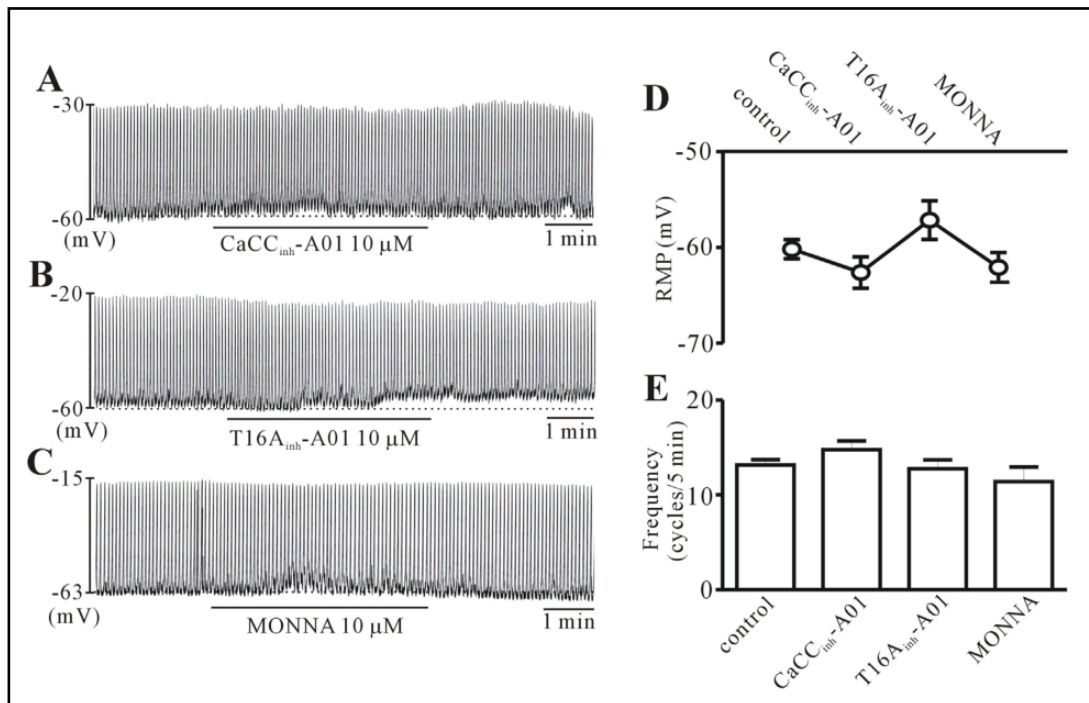 A
-30
-60
(mV)
CaCCinh-A01 10 μM
1 min
B
-20
-60
(mV)
T16Ainh-A01 10 μM
1 min
C
-15
-63
(mV)
MONNA 10 μM
1 min
D
control
CaCCinh-A01
T16Ainh-A01
MONNA
-50
-60
-70
RMP (mV)
E
20
10
0
Frequency
(cycles/5 min)
control
CaCCinh-A01
T16Ainh-A01
MONNA